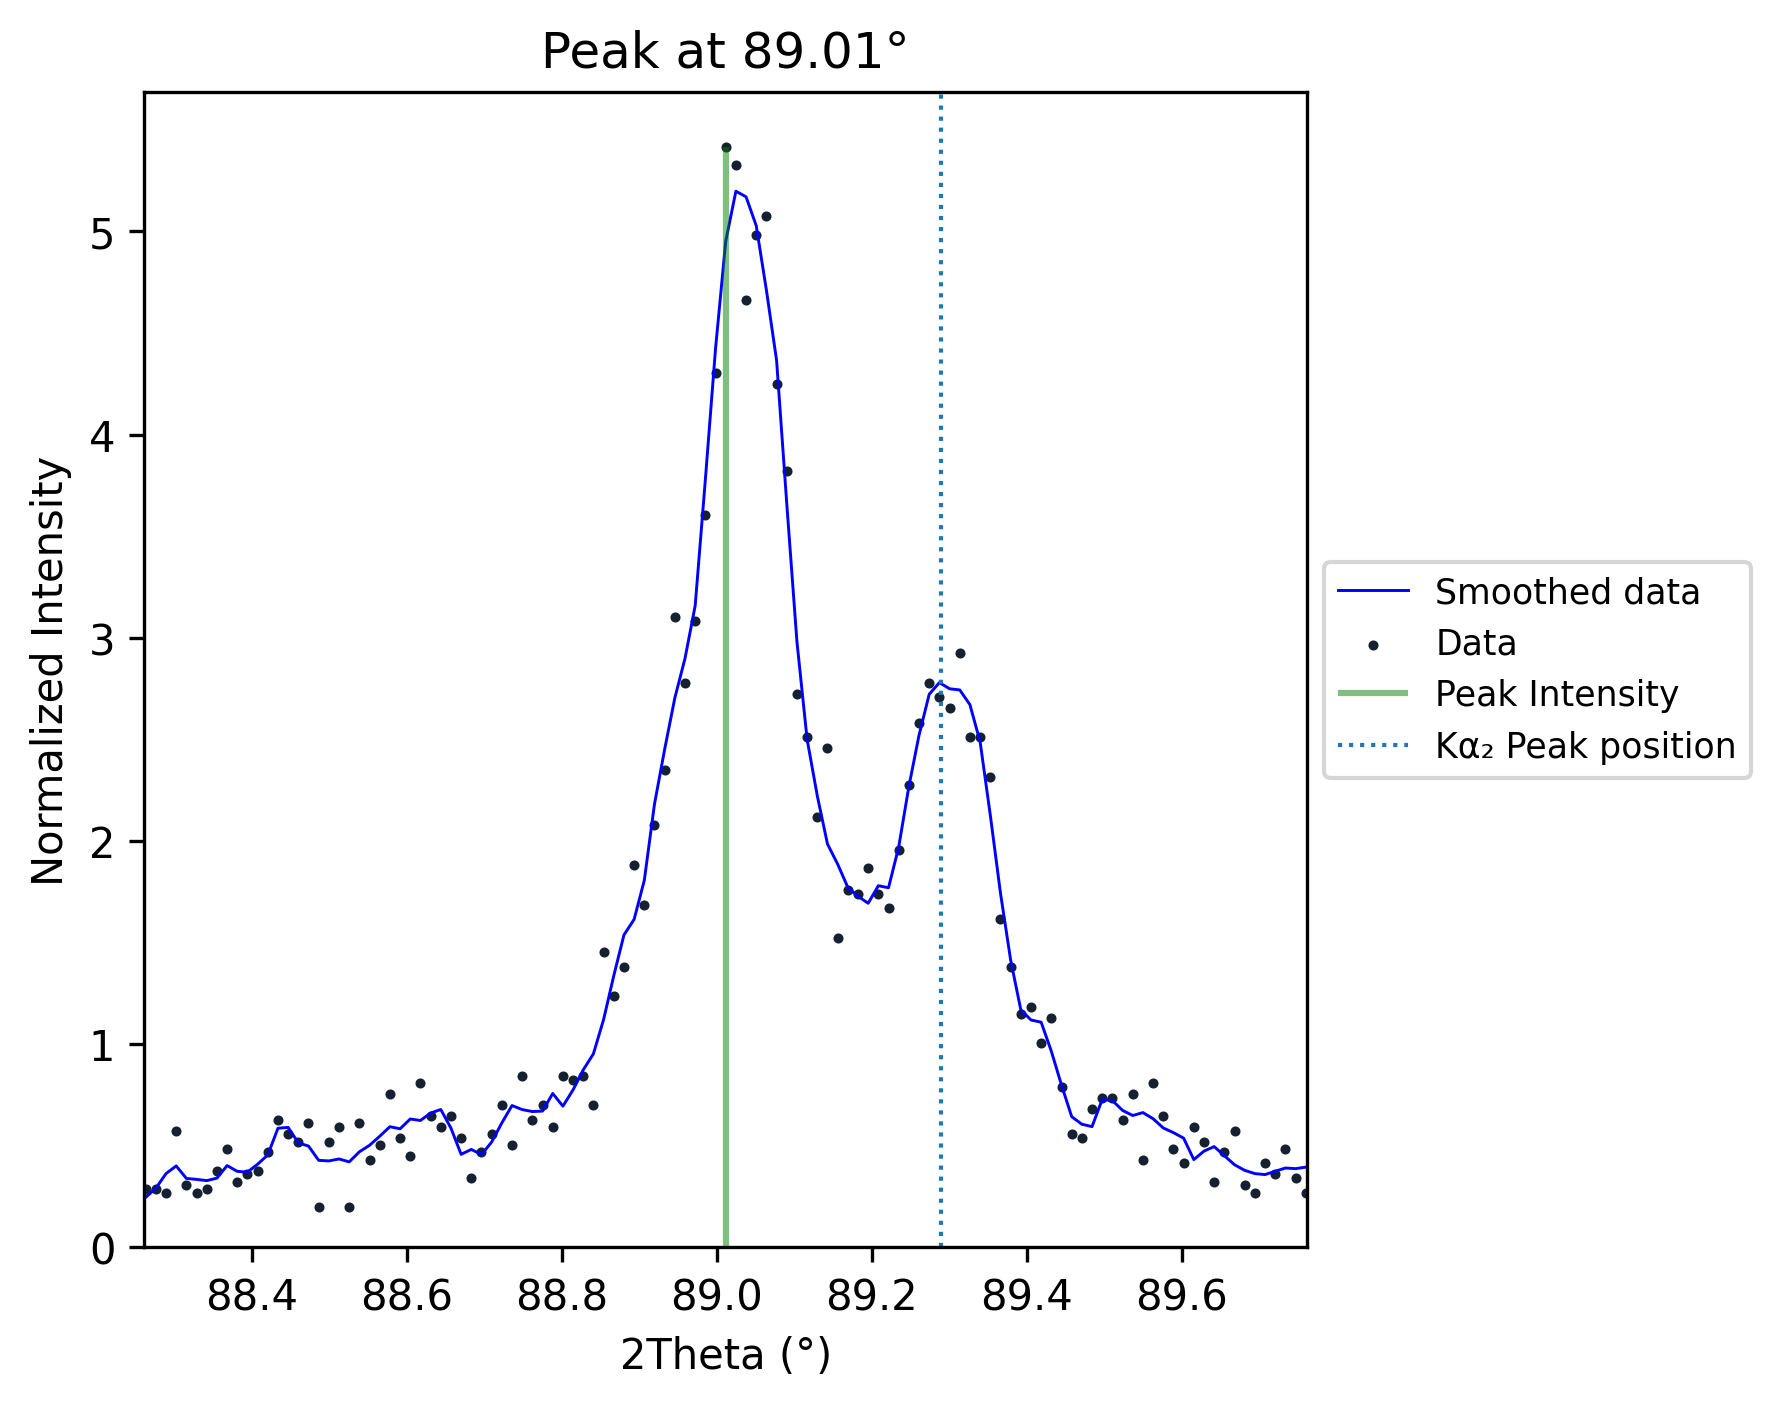 Peak at 89.01°
Normalized Intensity
5
4
3
2
1
0
88.4 88.6 88.8 89.0 89.2 89.4 89.6
2Theta (°)
Smoothed data
Data
Peak Intensity
Kα₂ Peak position